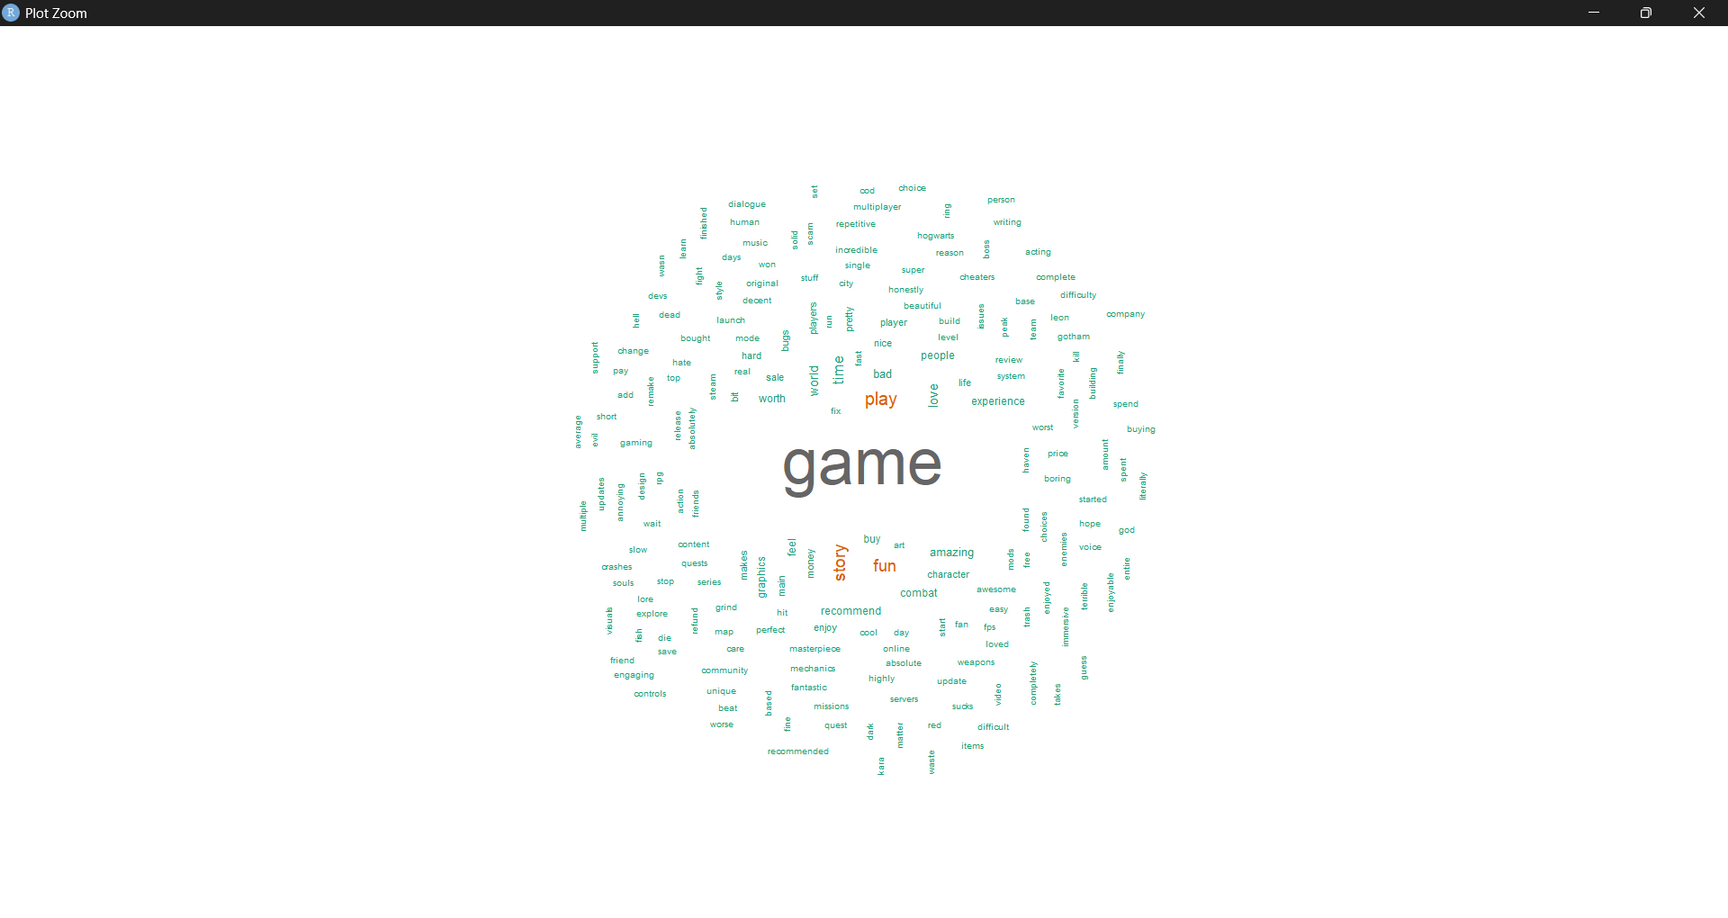 R Plot Zoom
set
cod
choice
dialogue
multiplayer
person
finished
human
scam
repetitive
ring
writing
learn
music
solid
incredible
hogwarts
reason
boss
acting
wasn
days
won
single
fight
stuff
super
cheaters
complete
original
city
honestly
style
devs
decent
beautiful
base
difficulty
hell
dead
launch
players
run
pretty
player
build
issues
peak
team
leon
company
bought
mode
bugs
nice
level
gotham
support
change
hard
fast
people
review
kill
finally
hate
pay
top
real
sale
world
time
bad
life
system
favorite
building
add
remake
steam
bit
worth
play
love
experience
version
spend
fix
average
short
evil
release
absolutely
worst
buying
gaming
game
haven
price
amount
spent
boring
literally
multiple
updates
annoying
design
rpg
action
friends
started
wait
found
choices
hope
god
slow
content
feel
buy
art
amazing
enemies
voice
crashes
quests
makes
graphics
money
story
fun
mods
free
entire
souls
stop
series
main
character
combat
awesome
enjoyed
terrible
enjoyable
lore
explore
grind
hit
recommend
easy
trash
immersive
visuals
fish
die
refund
map
perfect
enjoy
cool
day
start
fan
fps
save
care
masterpiece
online
loved
friend
engaging
community
mechanics
absolute
weapons
guess
highly
controls
unique
fantastic
update
video
completely
takes
beat
based
missions
servers
sucks
worse
fine
quest
dark
matter
red
difficult
recommended
items
kara
waste